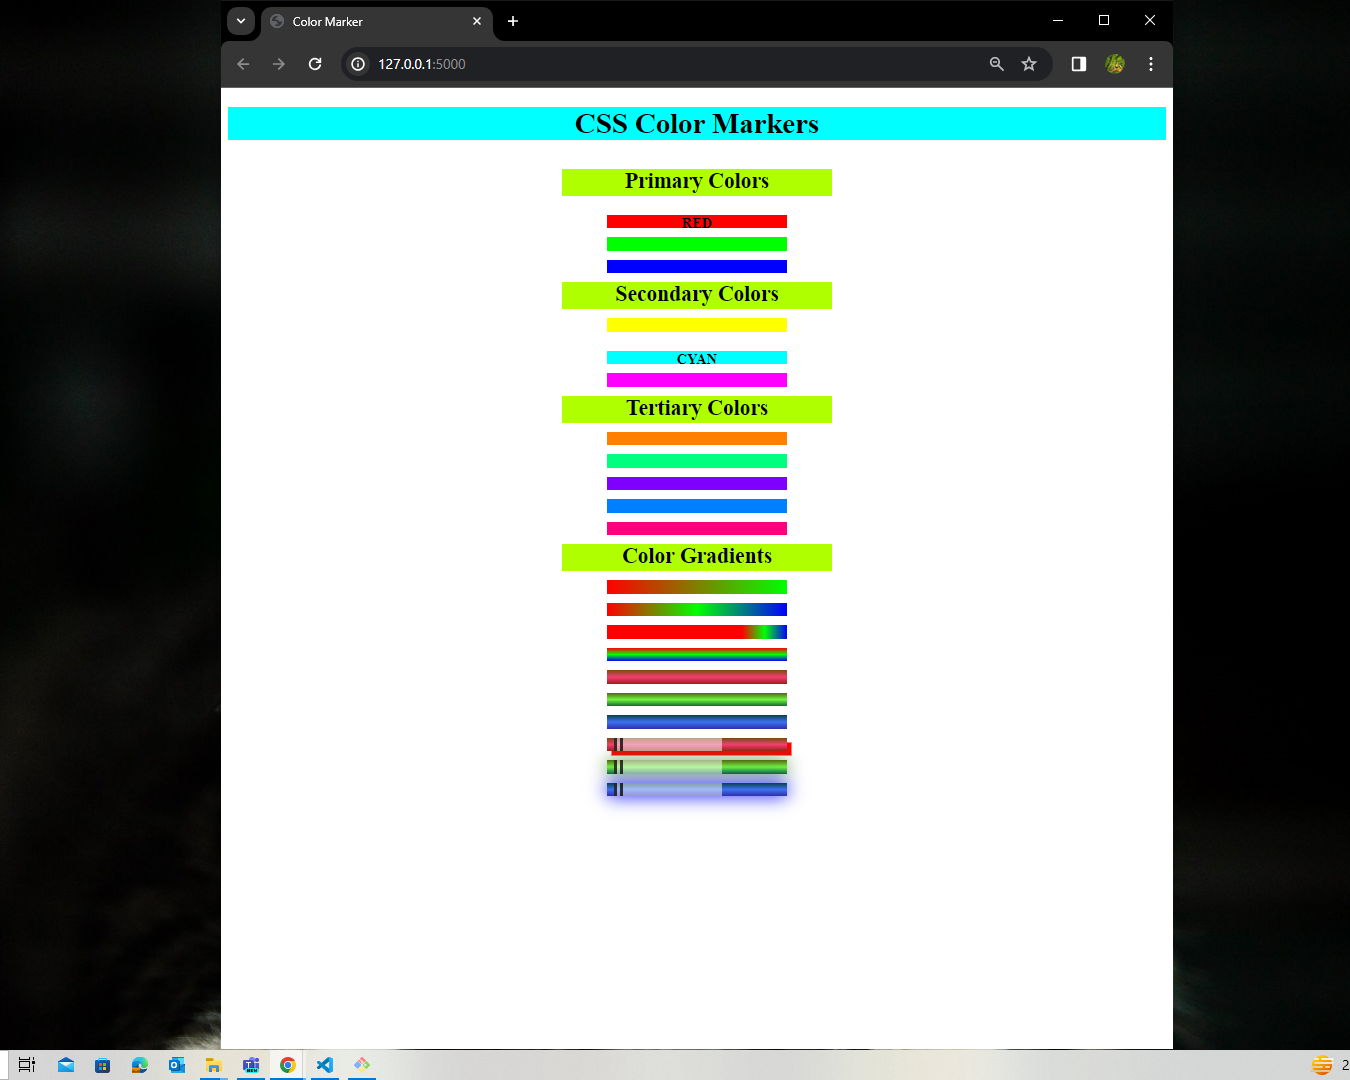 Color Marker
127.0.0.1:5000
CSS Color Markers
Primary Colors
RED
Secondary Colors
CYAN
Tertiary Colors
Color Gradients
2